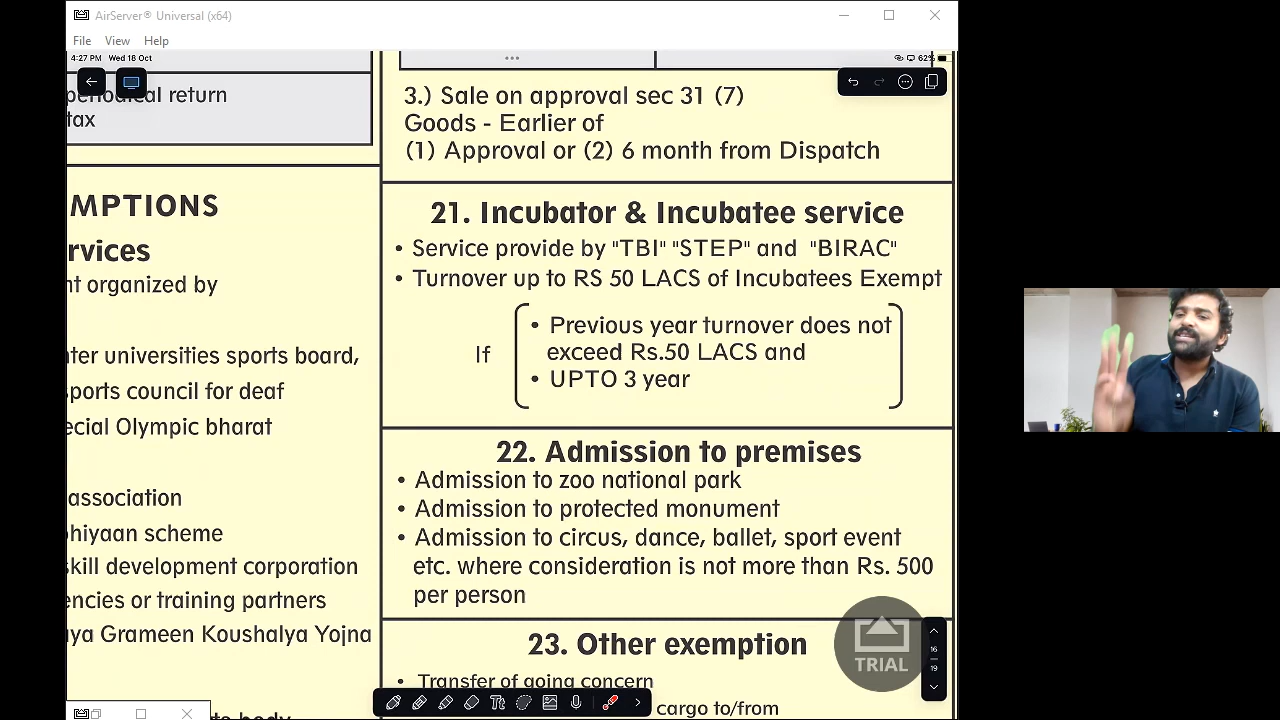 AirServer® Universal (x64)
File View Help
4:27 PM Wed 18 Oct
62%
periodical return
tax
MPTIONS
rvices
nt organized by
nter universities sports board,
sports council for deaf
ecial Olympic bharat
association
bhiyaan scheme
skill development corporation
encies or training partners
aya Grameen Koushalya Yojna
body
3.) Sale on approval sec 31 (7)
Goods - Earlier of
(1) Approval or (2) 6 month from Dispatch
21. Incubator & Incubatee service
• Service provide by "TBI" "STEP" and "BIRAC"
• Turnover up to RS 50 LACS of Incubatees Exempt
If
• Previous year turnover does not
exceed Rs.50 LACS and
• UPTO 3 year
22. Admission to premises
• Admission to zoo national park
• Admission to protected monument
• Admission to circus, dance, ballet, sport event
etc. where consideration is not more than Rs. 500
per person
23. Other exemption
• Transfer of going concern
cargo to/from
TRIAL
16
19